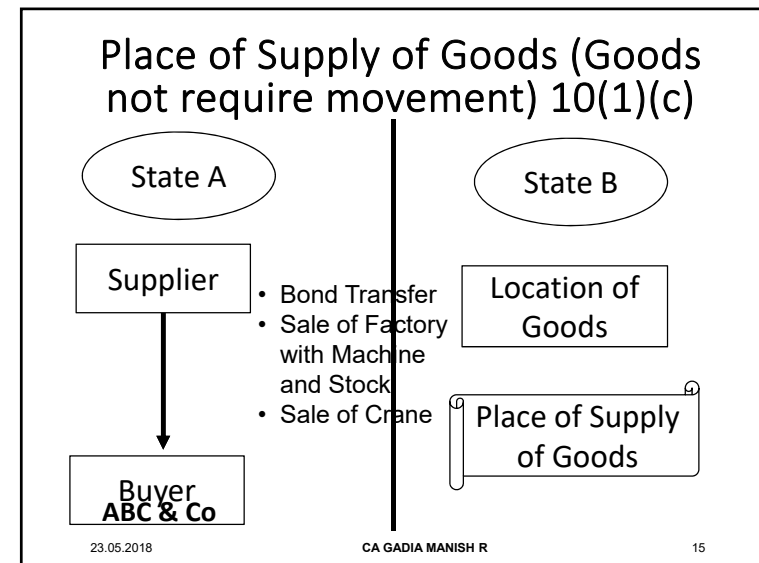 Place of Supply of Goods (Goods
not require movement) 10(1)(c)
State A
State B
Supplier
• Bond Transfer
• Sale of Factory
with Machine
and Stock
• Sale of Crane
Location of
Goods
Place of Supply
of Goods
Buyer
ABC & Co
23.05.2018
CA GADIA MANISH R
15